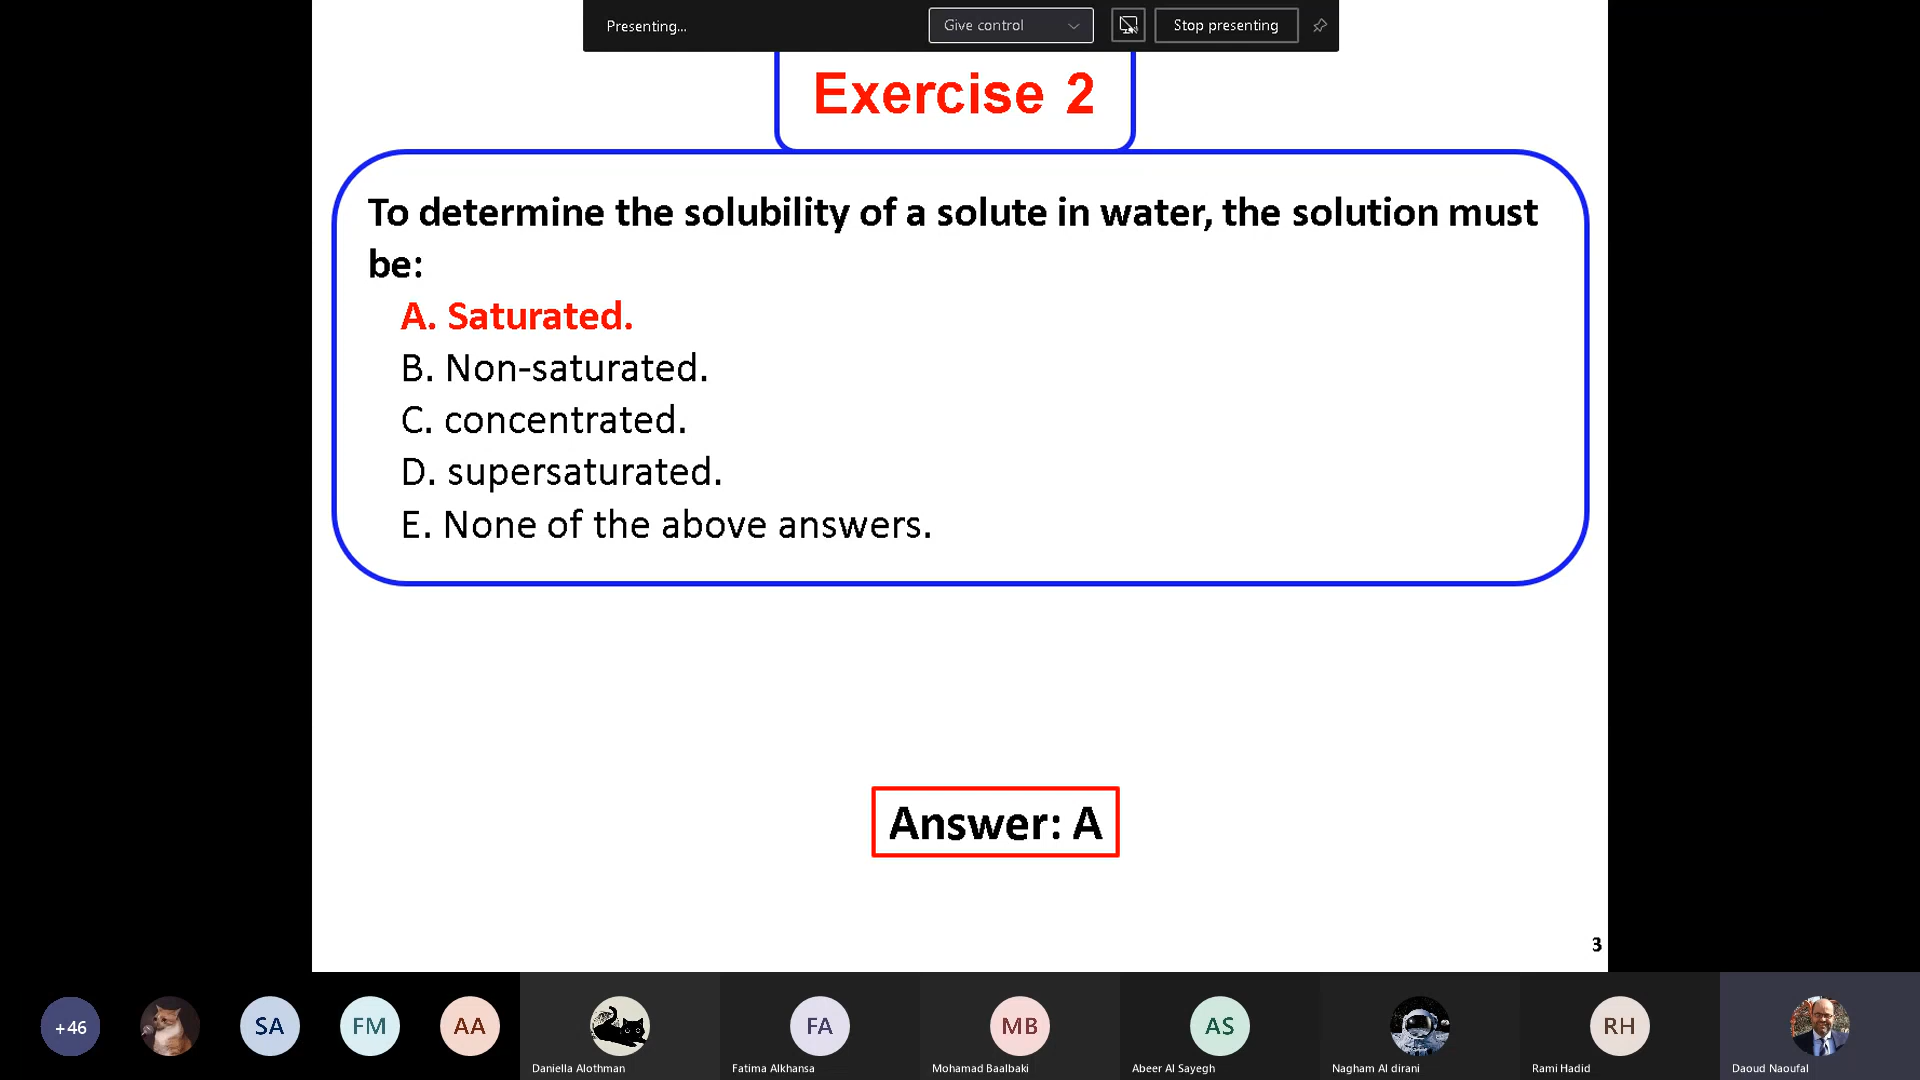 Presenting...
Give control
Stop presenting
Exercise 2
To determine the solubility of a solute in water, the solution must
be:
A. Saturated.
B. Non-saturated.
C. concentrated.
D. supersaturated.
E. None of the above answers.
Answer: A
3
+46
SA
FM
AA
FA
MB
AS
RH
Daniella Alothman
Fatima Alkhansa
Mohamad Baalbaki
Abeer Al Sayegh
Nagham Al dirani
Rami Hadid
Daoud Naoufal